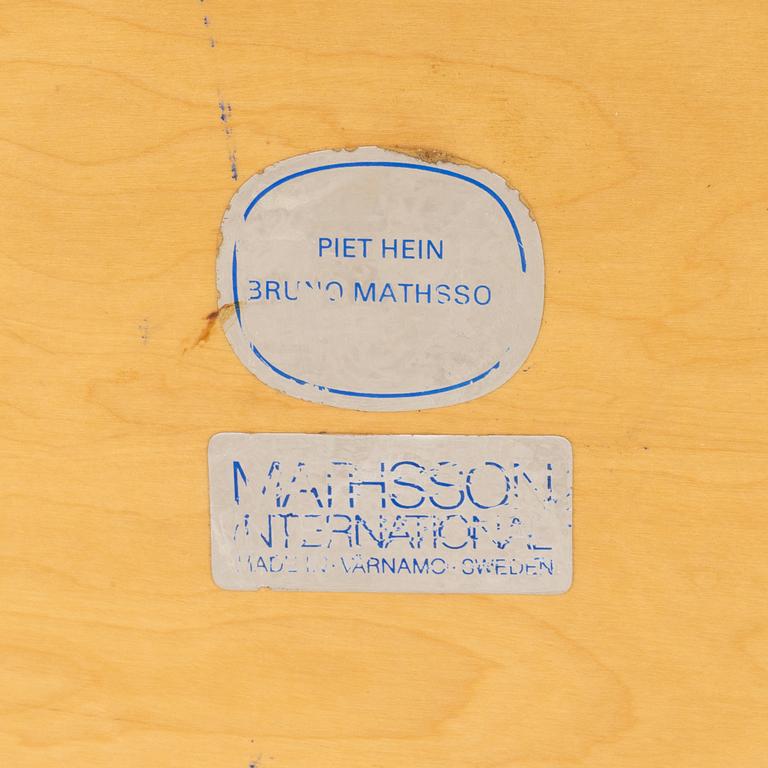 PIET HEIN
BRUNO MATHSSO
MATHSSON
INTERNATIONAL
MADE IN · VÄRNAMO · SWEDEN